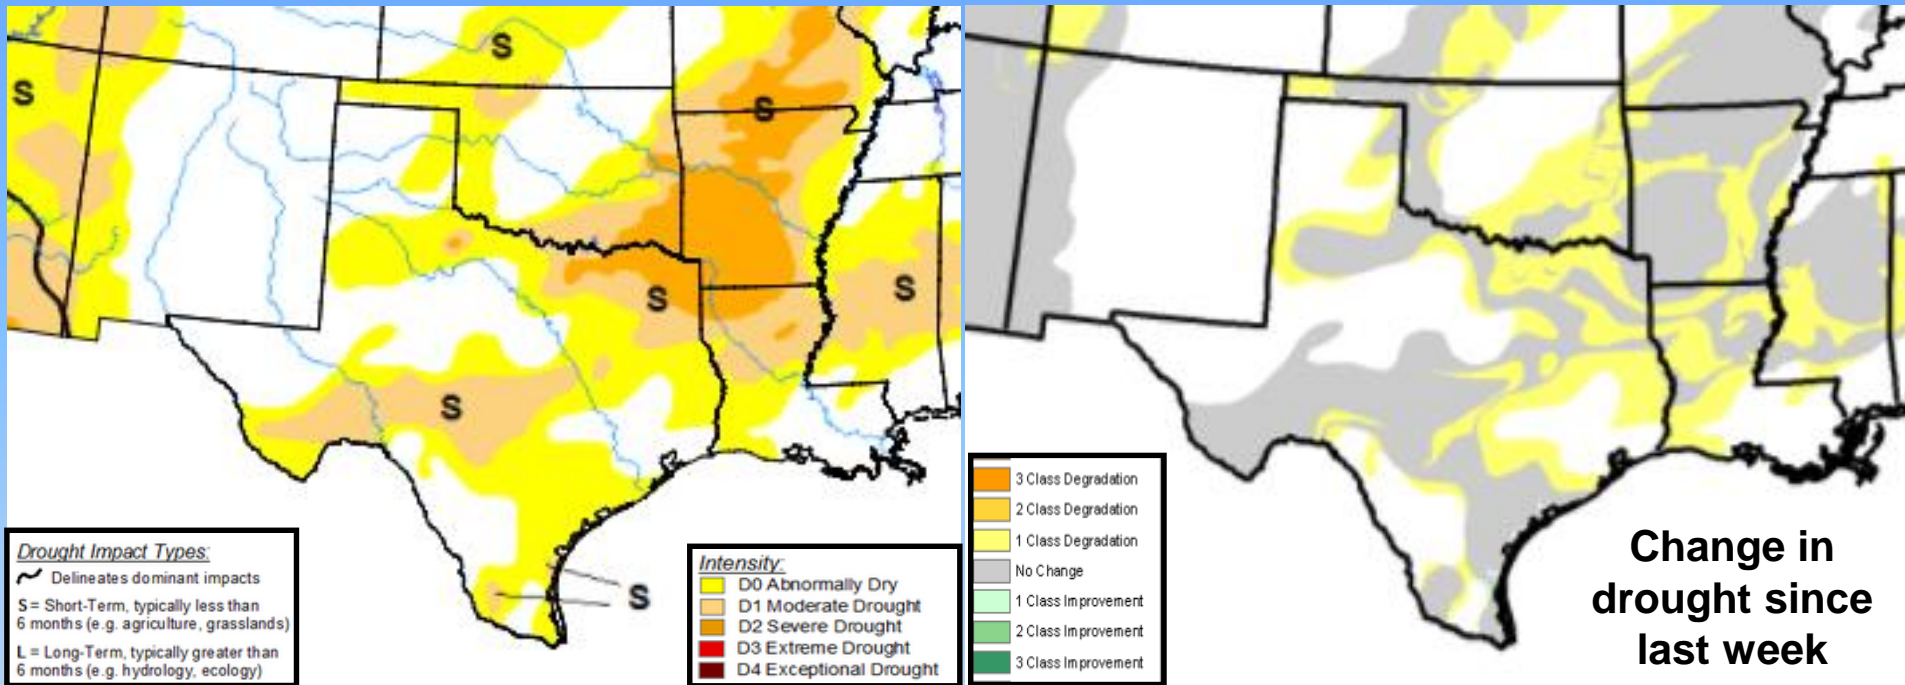 S
S
S
S
S
S
S
Drought Impact Types:
Delineates dominant impacts
S = Short-Term, typically less than
6 months (e.g. agriculture, grasslands)
L = Long-Term, typically greater than
6 months (e.g. hydrology, ecology)
Intensity:
D0 Abnormally Dry
D1 Moderate Drought
D2 Severe Drought
D3 Extreme Drought
D4 Exceptional Drought
3 Class Degradation
2 Class Degradation
1 Class Degradation
No Change
1 Class Improvement
2 Class Improvement
3 Class Improvement
Change in
drought since
last week